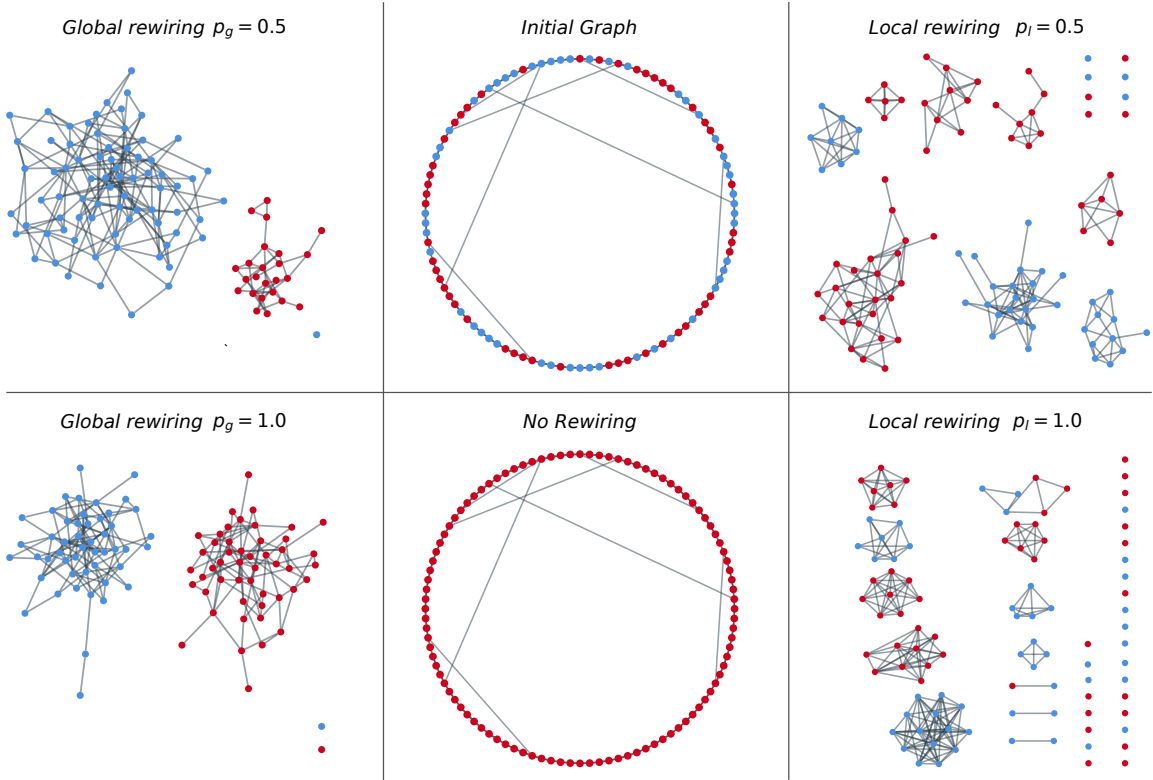 Global rewiring $p_g = 0.5$
Initial Graph
Local rewiring $p_l = 0.5$
Global rewiring $p_g = 1.0$
No Rewiring
Local rewiring $p_l = 1.0$